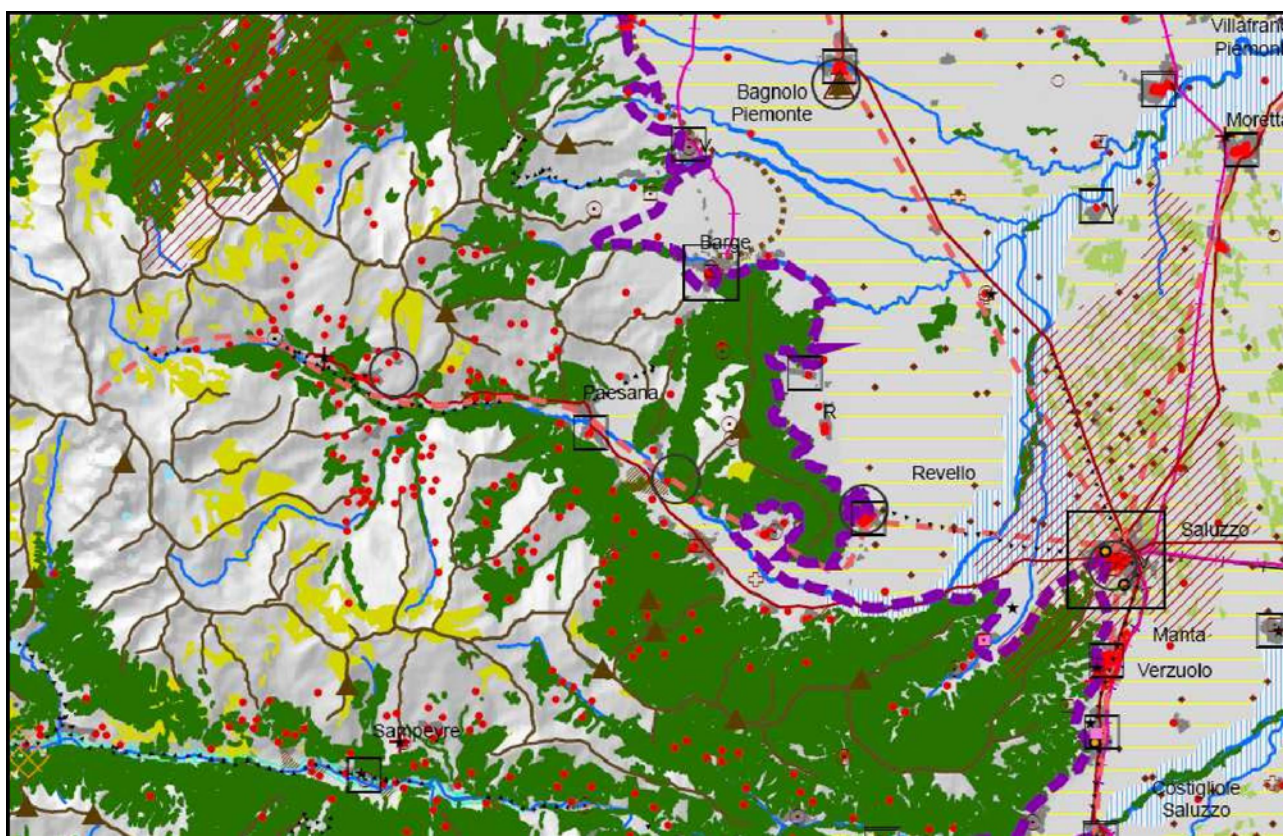 Villafranca
Piemonte
Bagnolo
Piemonte
Moretta
V
V
Barge
Paesana
R
Revello
Saluzzo
Manta
Verzuolo
Sampeyre
Costigliole
Saluzzo